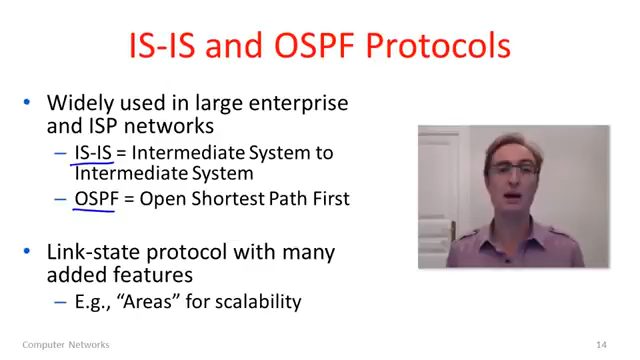 IS-IS and OSPF Protocols
• Widely used in large enterprise
and ISP networks
– IS-IS = Intermediate System to
Intermediate System
– OSPF = Open Shortest Path First
• Link-state protocol with many
added features
– E.g., “Areas” for scalability
Computer Networks
14